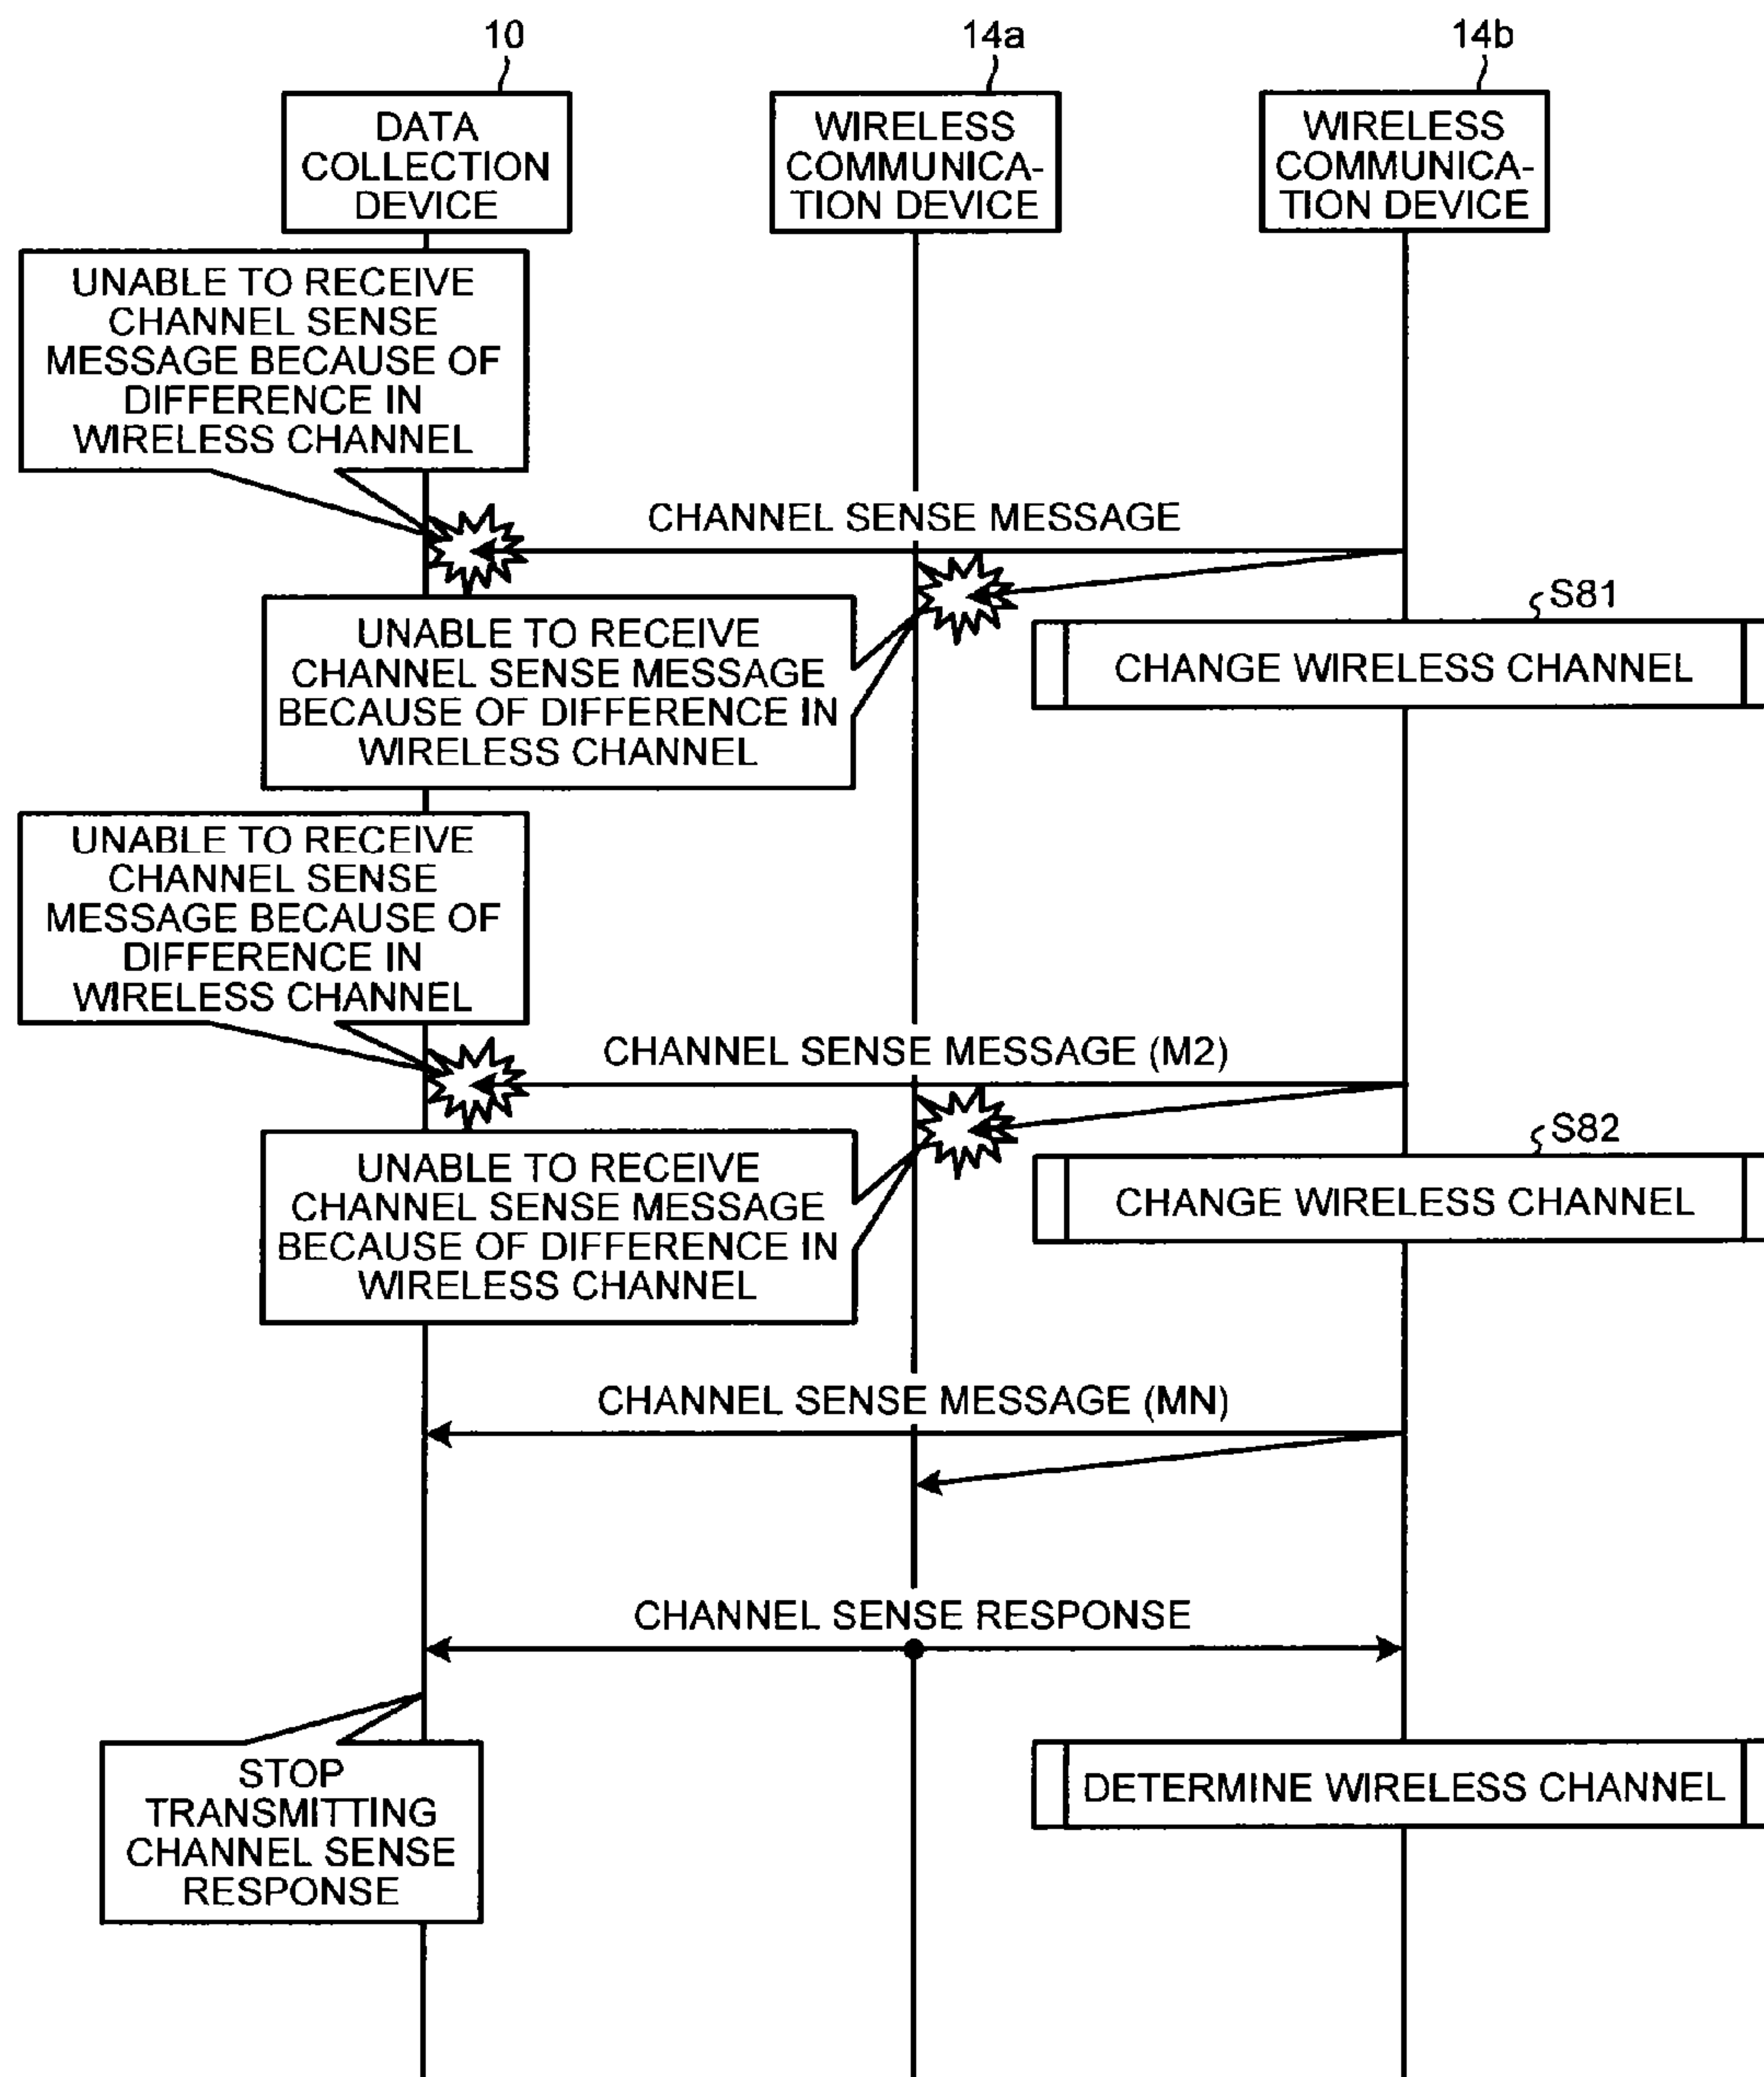 10
14a
14b
DATA
COLLECTION
DEVICE
WIRELESS
COMMUNICA-
TION DEVICE
WIRELESS
COMMUNICA-
TION DEVICE
UNABLE TO RECEIVE
CHANNEL SENSE
MESSAGE BECAUSE OF
DIFFERENCE IN
WIRELESS CHANNEL
CHANNEL SENSE MESSAGE
UNABLE TO RECEIVE
CHANNEL SENSE MESSAGE
BECAUSE OF DIFFERENCE IN
WIRELESS CHANNEL
S81
CHANGE WIRELESS CHANNEL
UNABLE TO RECEIVE
CHANNEL SENSE
MESSAGE BECAUSE OF
DIFFERENCE IN
WIRELESS CHANNEL
CHANNEL SENSE MESSAGE (M2)
UNABLE TO RECEIVE
CHANNEL SENSE MESSAGE
BECAUSE OF DIFFERENCE IN
WIRELESS CHANNEL
S82
CHANGE WIRELESS CHANNEL
CHANNEL SENSE MESSAGE (MN)
CHANNEL SENSE RESPONSE
STOP
TRANSMITTING
CHANNEL SENSE
RESPONSE
DETERMINE WIRELESS CHANNEL